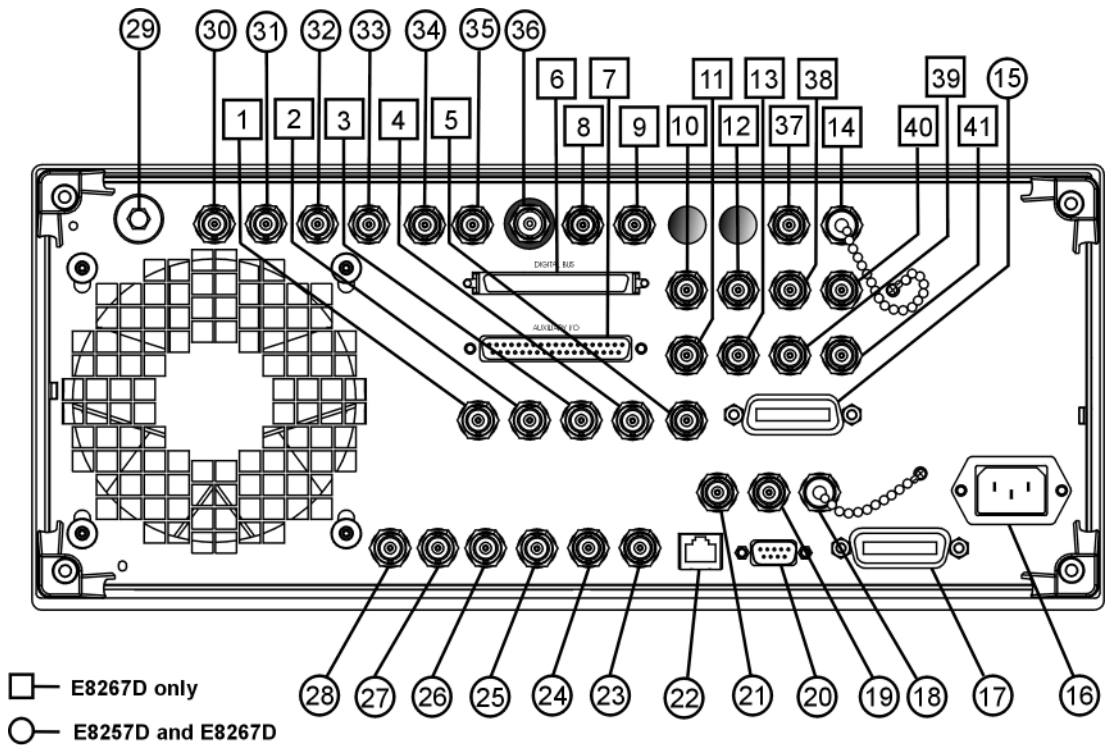 29 30 31 32 33 34 35 36
1 2 3 4 5 6 7 8 9 10 11 12 13 37 38 14 40 39 15 41
DIGITAL BUS
AUXILIARY I/O
28 27 26 25 24 23 22 21 20 19 18 17 16
E8267D only
E8257D and E8267D